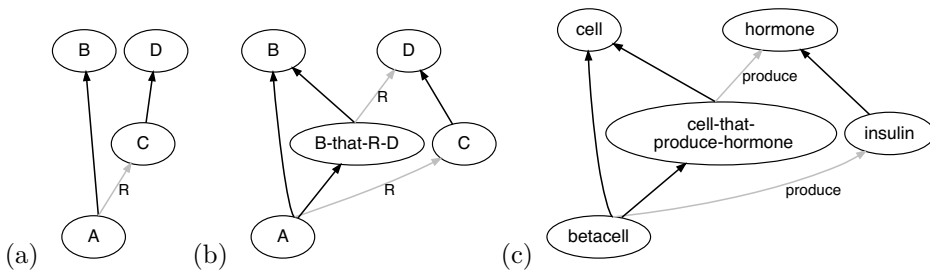 B
D
C
R
A
(a)
B
D
R
B-that-R-D
C
R
A
(b)
cell
hormone
produce
cell-that-
produce-hormone
insulin
produce
betacell
(c)